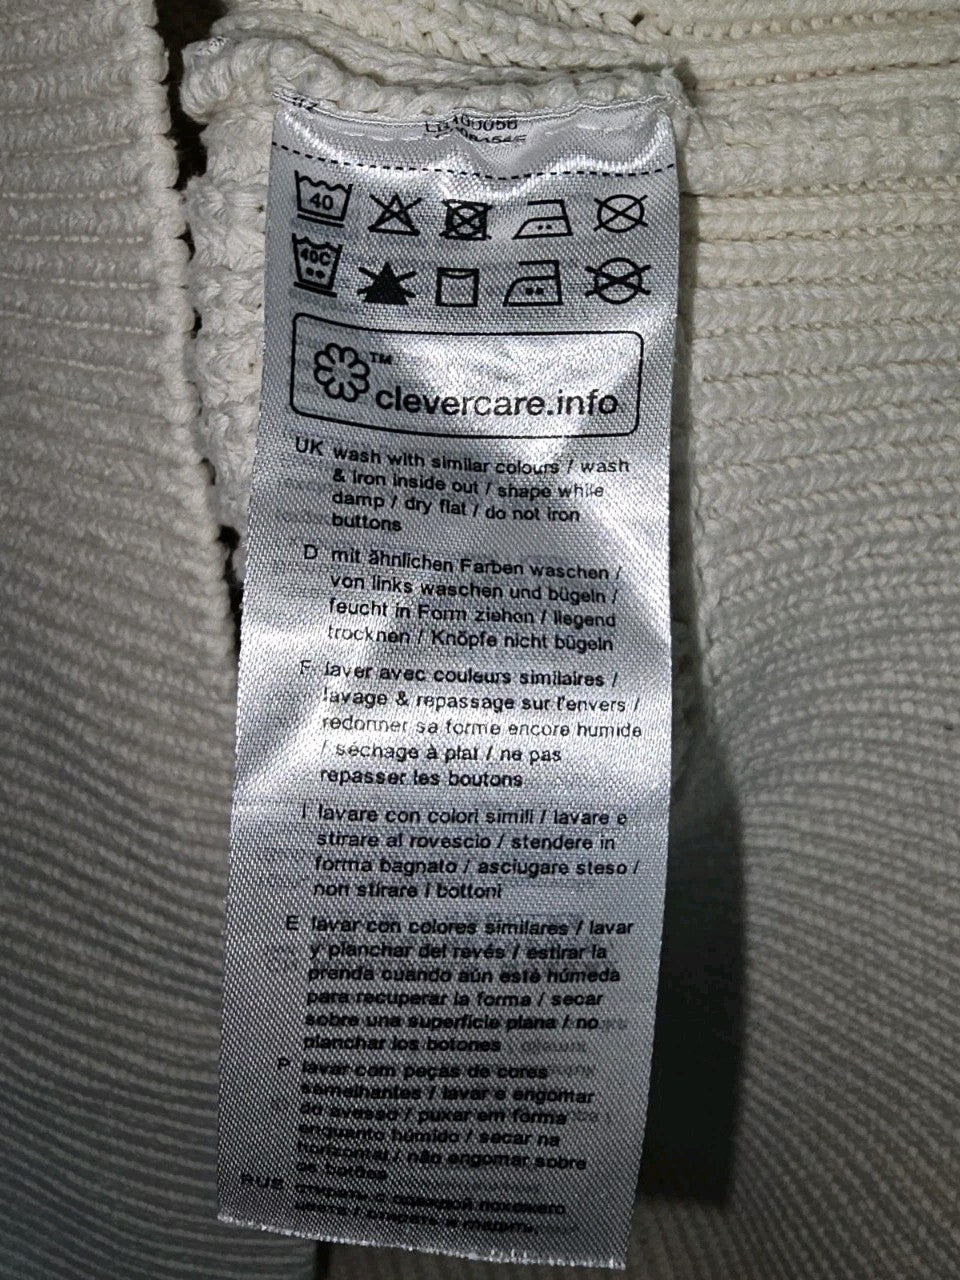 40
40C
TM
clevercare.info
UK wash with similar colours / wash
& iron inside out / shape while
damp / dry flat / do not iron
buttons
D mit ähnlichen Farben waschen /
von links waschen und bügeln /
feucht in Form ziehen / liegend
trocknen / Knöpfe nicht bügeln
F laver avec couleurs similaires /
lavage & repassage sur l'envers /
redonner sa forme encore humide
/ séchage à plat / ne pas
repasser les boutons
I lavare con colori simili / lavare e
stirare al rovescio / stendere in
forma bagnato / asciugare steso /
non stirare i bottoni
E lavar con colores similares / lavar
y planchar del revés / estirar la
prenda cuando aún esté húmeda
para recuperar la forma / secar
sobre una superficie plana / no
planchar los botones
P lavar com peças de cores
semelhantes / lavar e engomar
do avesso / puxar em forma
enquanto húmido / secar na
horizontal / não engomar sobre
os botões
RUS стирать с одеждой похожего
цвета / стирать и гладить